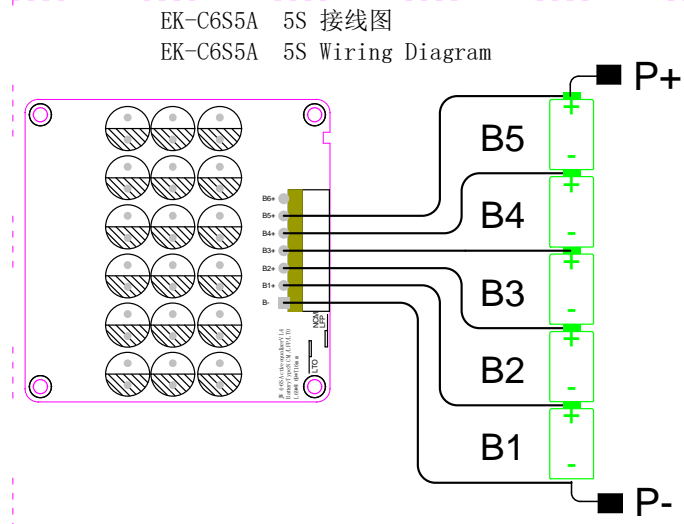 EK-C6S5A 5S 接线图
EK-C6S5A 5S Wiring Diagram
P+
+
B5
-
+
B4
-
+
B3
-
+
B2
-
+
B1
-
P-
B6+
B5+
B4+
B3+
B2+
B1+
B-
NCM
LFP
LTO